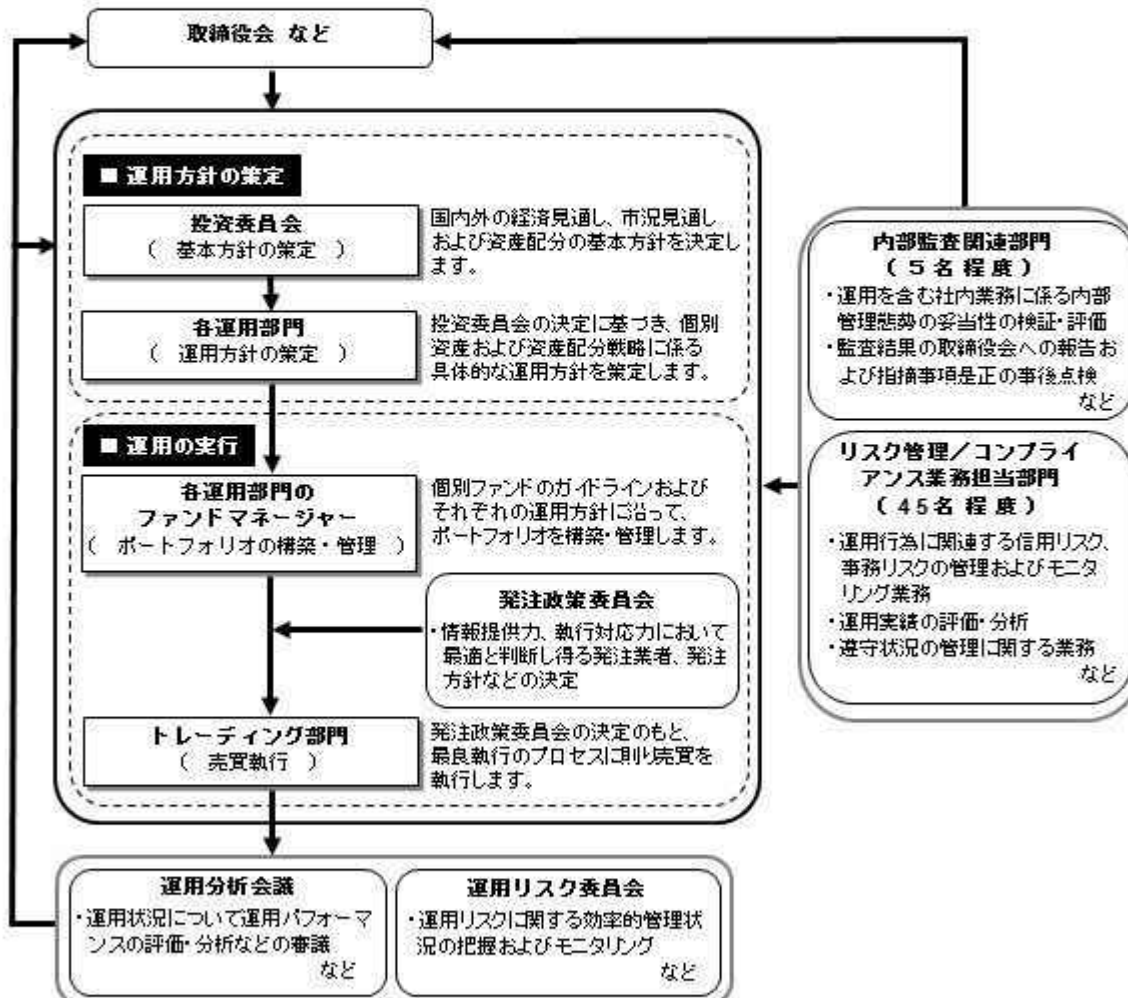 取締役会 など
■ 運用方針の策定
投資委員会
( 基本方針の策定 )
国内外の経済見通し、市況見通し
および資産配分の基本方針を決定し
ます。
各運用部門
( 運用方針の策定 )
投資委員会の決定に基づき、個別
資産および資産配分戦略に係る
具体的な運用方針を策定します。
■ 運用の実行
各運用部門の
ファンドマネージャー
( ポートフォリオの構築・管理 )
個別ファンドのガイドラインおよび
それぞれの運用方針に沿って、
ポートフォリオを構築・管理します。
発注政策委員会
・情報提供力、執行対応力において
最適と判断し得る発注業者、発注
方針などの決定
トレーディング部門
( 売買執行 )
発注政策委員会の決定のもと、
最良執行のプロセスに則り売買を
執行します。
内部監査関連部門
( 5名程度 )
・運用を含む社内業務に係る内部
管理態勢の妥当性の検証・評価
・監査結果の取締役会への報告お
よび指摘事項是正の事後点検
など
リスク管理/コンプライ
アンス業務担当部門
( 45名程度 )
・運用行為に関連する信用リスク、
事務リスクの管理およびモニタ
リング業務
・運用実績の評価・分析
・遵守状況の管理に関する業務
など
運用分析会議
・運用状況について運用パフォーマ
ンスの評価・分析などの審議
など
運用リスク委員会
・運用リスクに関する効率的管理状
況の把握およびモニタリング
など